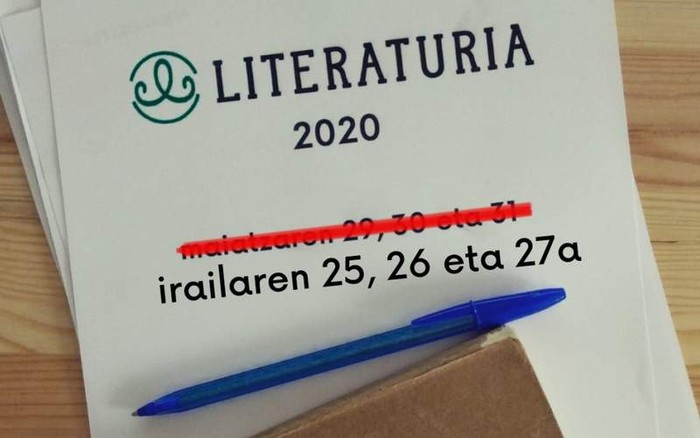 LITERATURIA
2020
maiatzaren 29, 30 eta 31
irailaren 25, 26 eta 27a